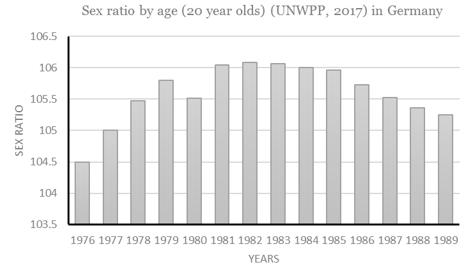 Sex ratio by age (20 year olds) (UNWPP, 2017) in Germany
106.5
106
105.5
105
104.5
104
103.5
SEX RATIO
1976 1977 1978 1979 1980 1981 1982 1983 1984 1985 1986 1987 1988 1989
YEARS